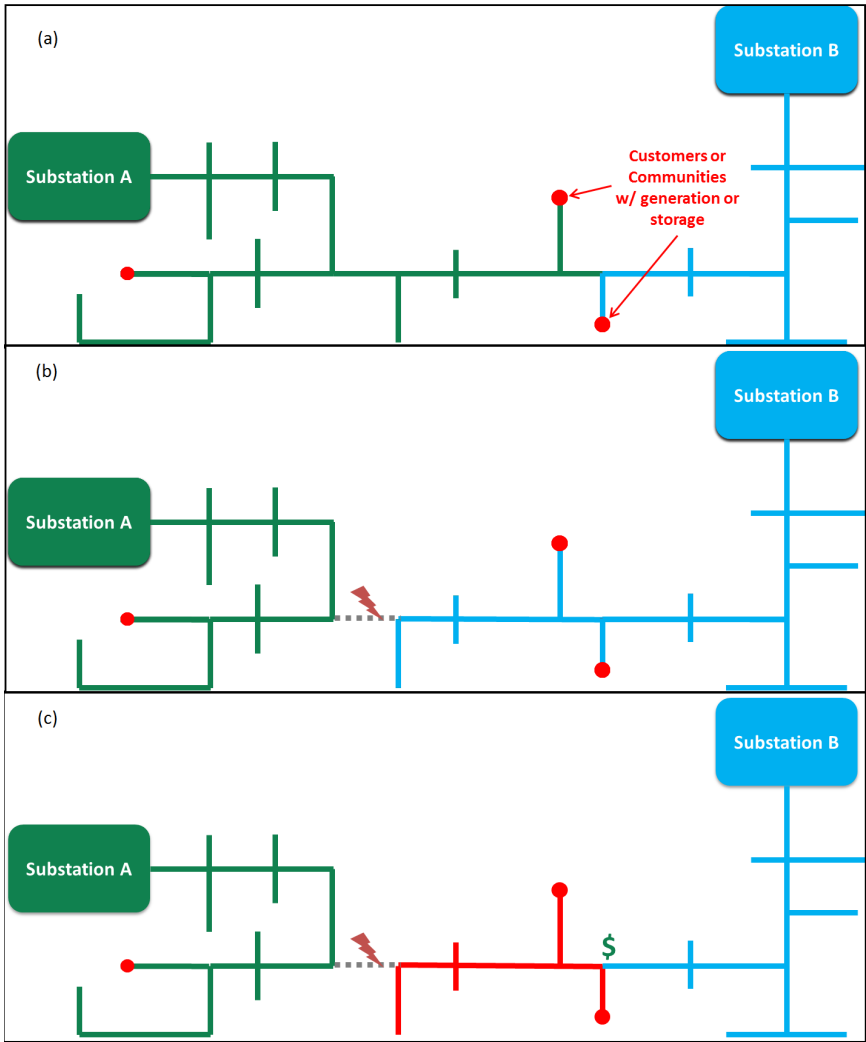 (a)
Substation B
Substation A
Customers or
Communities
w/ generation or
storage
(b)
Substation B
Substation A
(c)
Substation B
Substation A
$